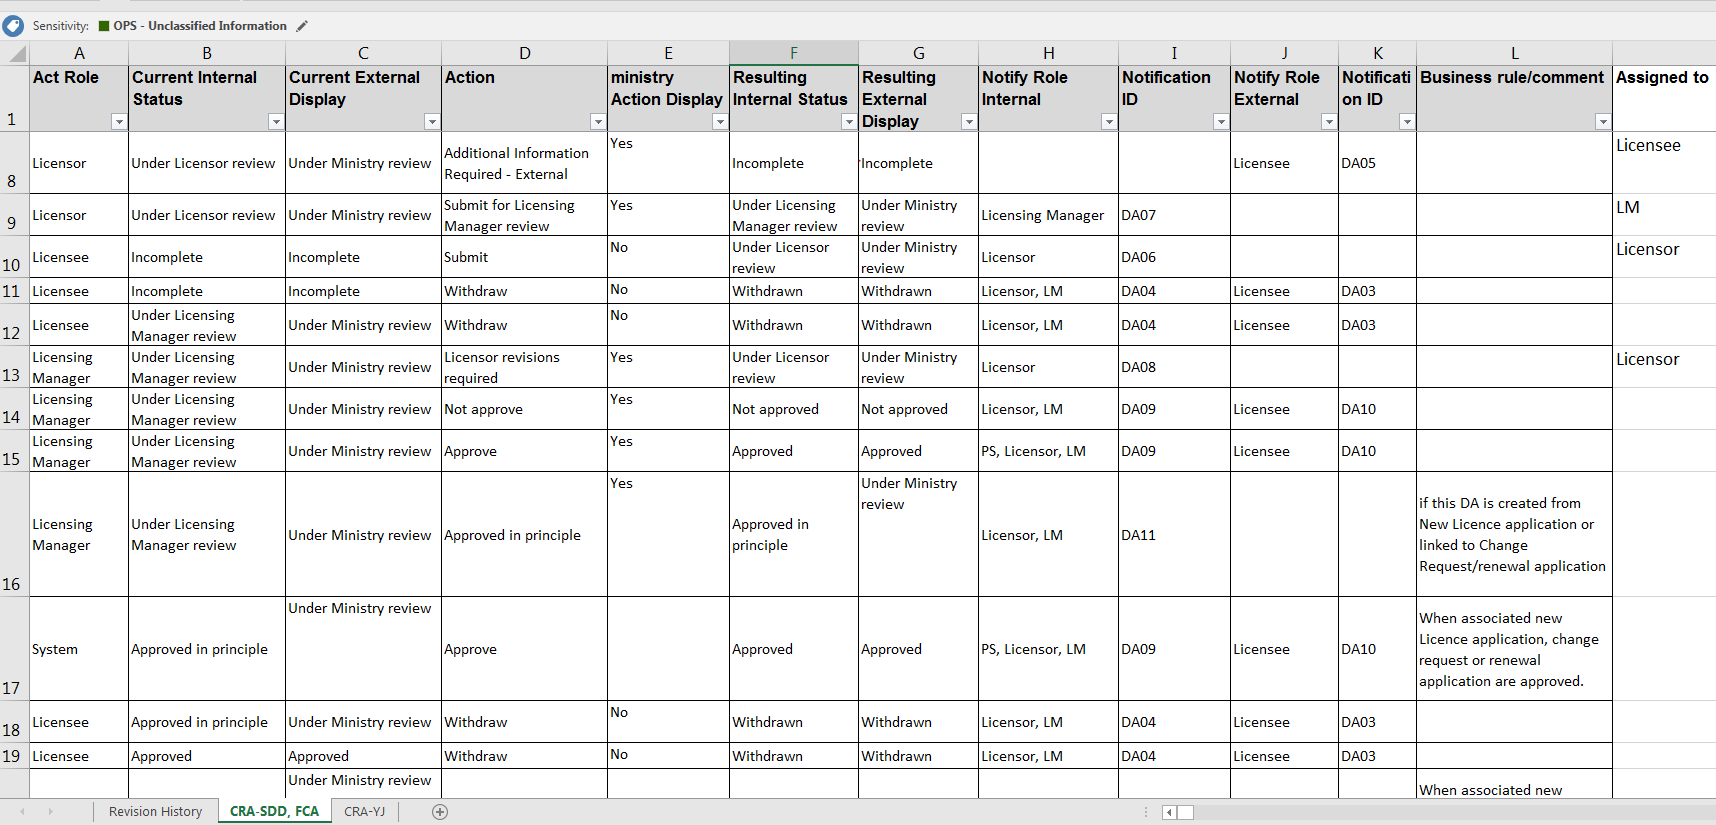 Sensitivity: OPS - Unclassified Information
A B C D E F G H I J K L
1 Act Role Current Internal Status Current External Display Action ministry Action Display Resulting Internal Status Resulting External Display Notify Role Internal Notification ID Notify Role External Notificati on ID Business rule/comment Assigned to
8 Licensor Under Licensor review Under Ministry review Additional Information Required - External Yes Incomplete 'Incomplete Licensee DA05 Licensee
9 Licensor Under Licensor review Under Ministry review Submit for Licensing Manager review Yes Under Licensing Manager review Under Ministry review Licensing Manager DA07 LM
10 Licensee Incomplete Incomplete Submit No Under Licensor review Under Ministry review Licensor DA06 Licensor
11 Licensee Incomplete Incomplete Withdraw No Withdrawn Withdrawn Licensor, LM DA04 Licensee DA03
12 Licensee Under Licensing Manager review Under Ministry review Withdraw No Withdrawn Withdrawn Licensor, LM DA04 Licensee DA03
13 Licensing Manager Under Licensing Manager review Under Ministry review Licensor revisions required Yes Under Licensor review Under Ministry review Licensor DA08 Licensor
14 Licensing Manager Under Licensing Manager review Under Ministry review Not approve Yes Not approved Not approved Licensor, LM DA09 Licensee DA10
15 Licensing Manager Under Licensing Manager review Under Ministry review Approve Yes Approved Approved PS, Licensor, LM DA09 Licensee DA10
16 Licensing Manager Under Licensing Manager review Under Ministry review Approved in principle Yes Approved in principle Under Ministry review Licensor, LM DA11 if this DA is created from New Licence application or linked to Change Request/renewal application
17 System Approved in principle Under Ministry review Approve Approved Approved PS, Licensor, LM DA09 Licensee DA10 When associated new Licence application, change request or renewal application are approved.
18 Licensee Approved in principle Under Ministry review Withdraw No Withdrawn Withdrawn Licensor, LM DA04 Licensee DA03
19 Licensee Approved Approved Withdraw No Withdrawn Withdrawn Licensor, LM DA04 Licensee DA03
Under Ministry review When associated new
Revision History CRA-SDD, FCA CRA-YJ